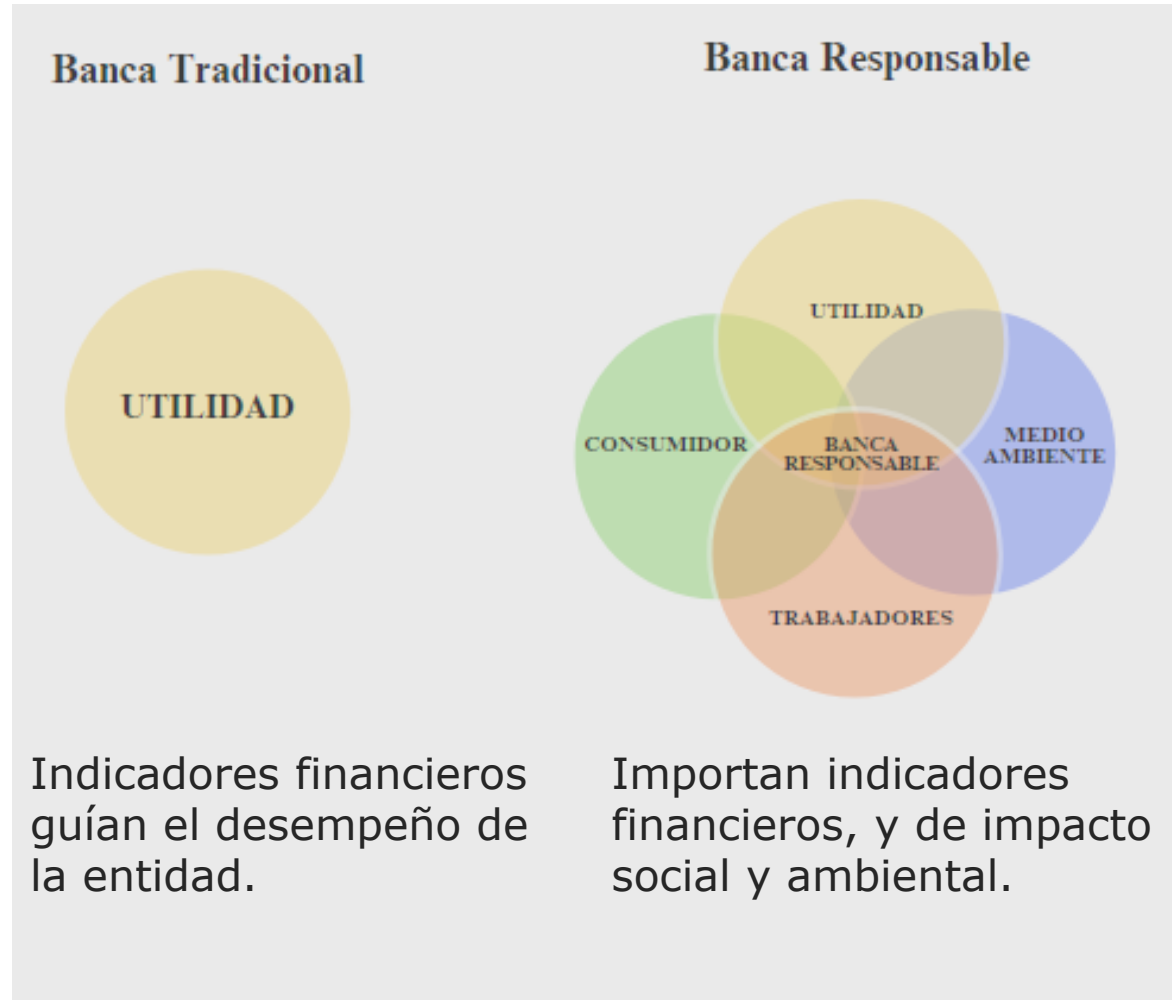 Banca Tradicional
UTILIDAD
Indicadores financieros
guían el desempeño de
la entidad.
Banca Responsable
UTILIDAD
CONSUMIDOR
BANCA
RESPONSABLE
MEDIO
AMBIENTE
TRABAJADORES
Importan indicadores
financieros, y de impacto
social y ambiental.